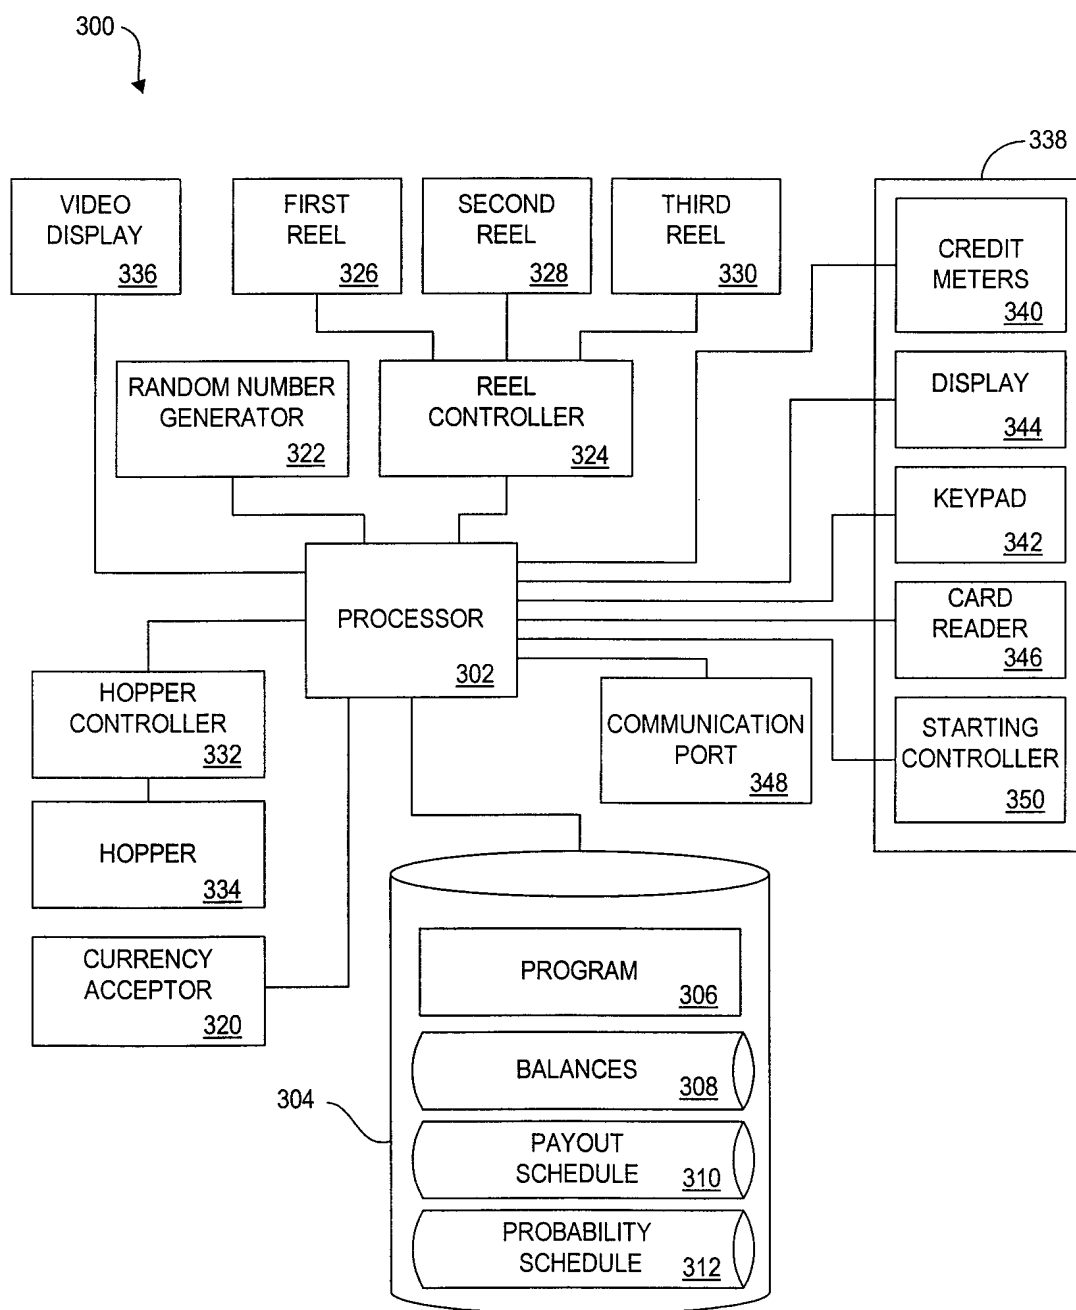 300
338
VIDEO
DISPLAY
336
FIRST
REEL
326
SECOND
REEL
328
THIRD
REEL
330
CREDIT
METERS
340
RANDOM NUMBER
GENERATOR
322
REEL
CONTROLLER
324
DISPLAY
344
KEYPAD
342
PROCESSOR
302
CARD
READER
346
HOPPER
CONTROLLER
332
COMMUNICATION
PORT
348
STARTING
CONTROLLER
350
HOPPER
334
CURRENCY
ACCEPTOR
320
PROGRAM
306
BALANCES
308
304
PAYOUT
SCHEDULE
310
PROBABILITY
SCHEDULE
312